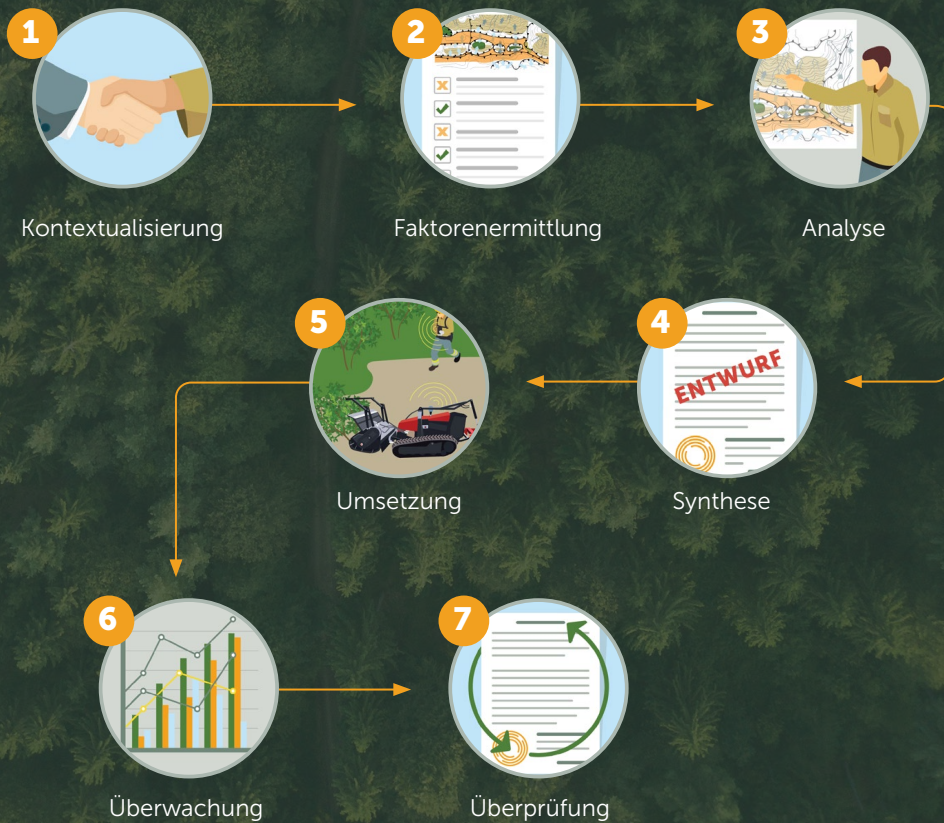 1
2
3
Kontextualisierung
Faktorenermittlung
Analyse
5
4
ENTWURF
Umsetzung
Synthese
6
7
Überwachung
Überprüfung